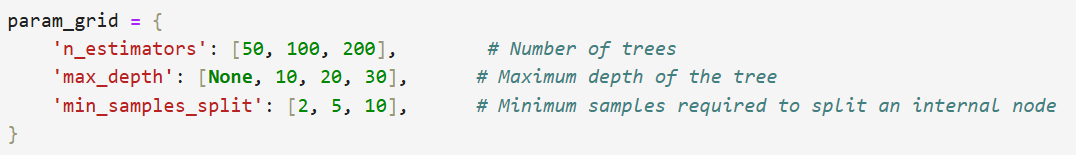 param_grid = {
    'n_estimators': [50, 100, 200],        # Number of trees
    'max_depth': [None, 10, 20, 30],      # Maximum depth of the tree
    'min_samples_split': [2, 5, 10],      # Minimum samples required to split an internal node
}